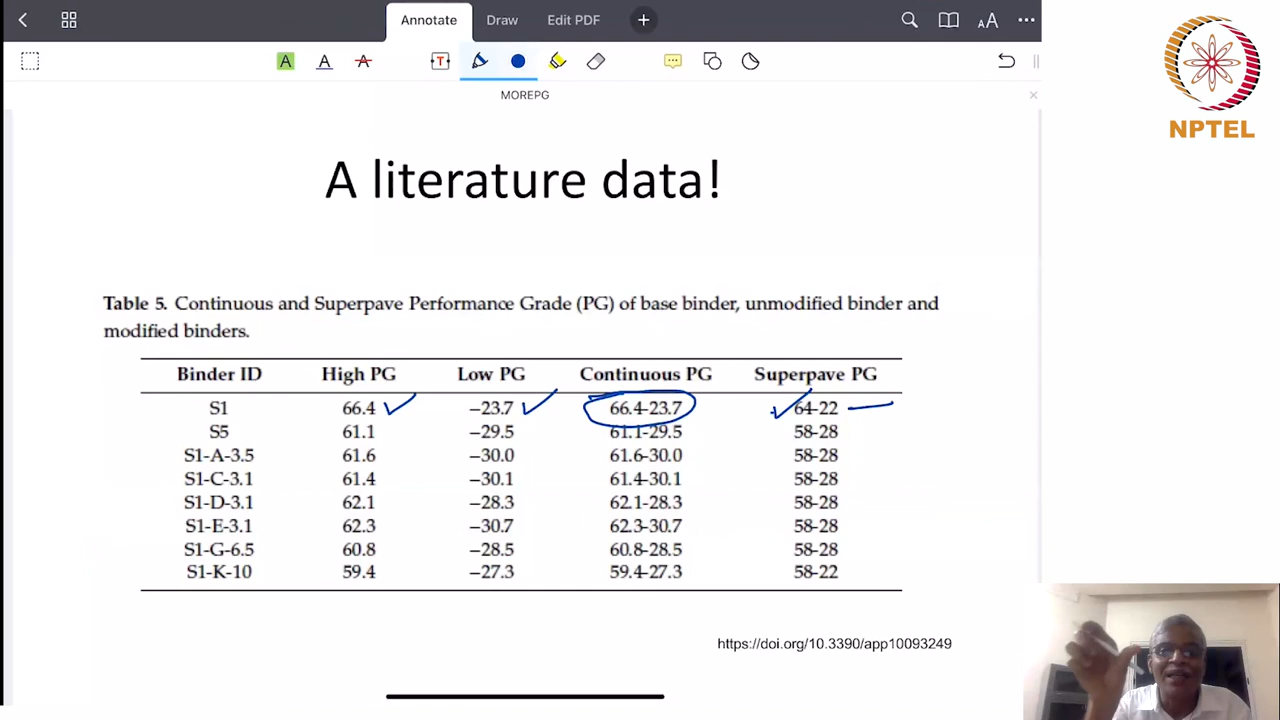 Annotate Draw Edit PDF
A A A T AA
MOREPG
NPTEL
A literature data!
Table 5. Continuous and Superpave Performance Grade (PG) of base binder, unmodified binder and
modified binders.
Binder ID High PG Low PG Continuous PG Superpave PG
S1 66.4 −23.7 66.4-23.7 64-22
S5 61.1 −29.5 61.1-29.5 58-28
S1-A-3.5 61.6 −30.0 61.6-30.0 58-28
S1-C-3.1 61.4 −30.1 61.4-30.1 58-28
S1-D-3.1 62.1 −28.3 62.1-28.3 58-28
S1-E-3.1 62.3 −30.7 62.3-30.7 58-28
S1-G-6.5 60.8 −28.5 60.8-28.5 58-28
S1-K-10 59.4 −27.3 59.4-27.3 58-22
https://doi.org/10.3390/app10093249